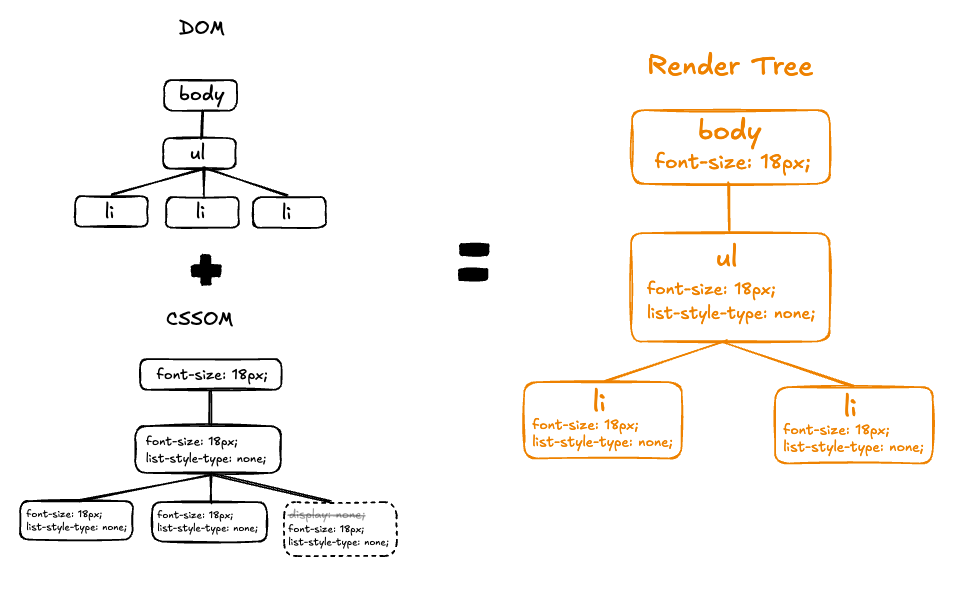 DOM
body
ul
li
li
li
CSSOM
font-size: 18px;
font-size: 18px;
list-style-type: none;
font-size: 18px;
list-style-type: none;
font-size: 18px;
list-style-type: none;
display: none;
font-size: 18px;
list-style-type: none;
Render Tree
body
font-size: 18px;
ul
font-size: 18px;
list-style-type: none;
li
font-size: 18px;
list-style-type: none;
li
font-size: 18px;
list-style-type: none;